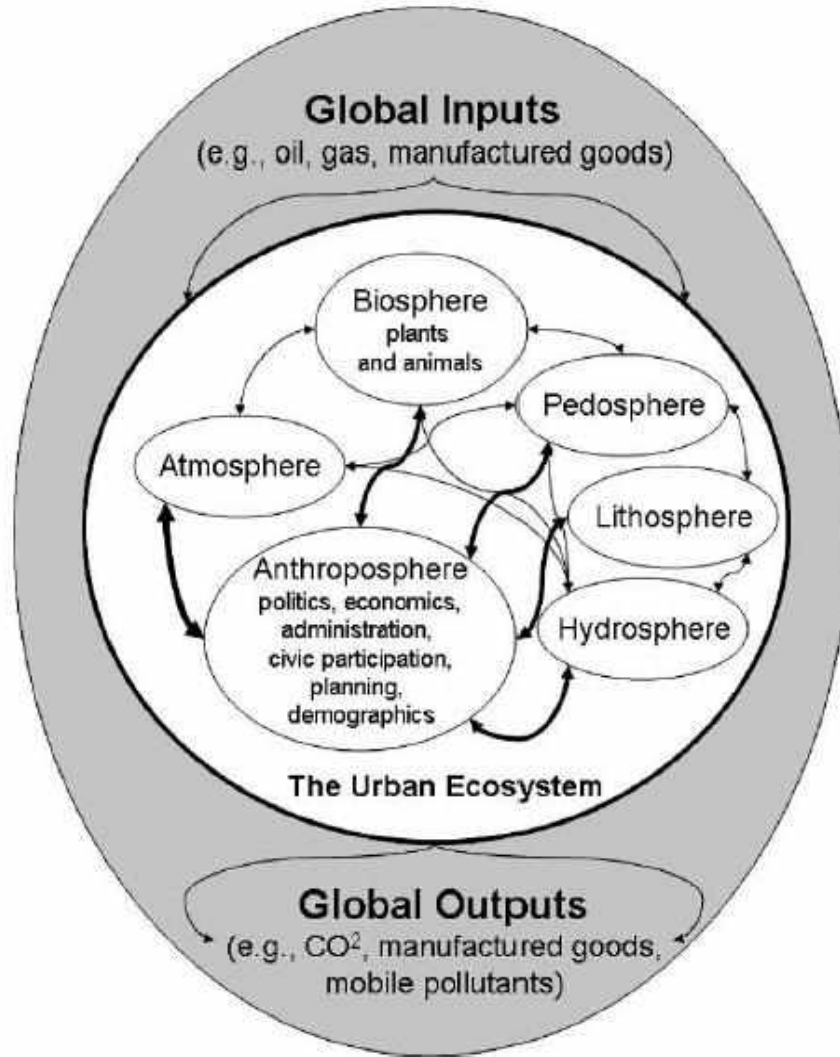 Global Inputs
(e.g., oil, gas, manufactured goods)
Biosphere
plants
and animals
Pedosphere
Atmosphere
Lithosphere
Anthroposphere
politics, economics,
administration,
civic participation,
planning,
demographics
Hydrosphere
The Urban Ecosystem
Global Outputs
(e.g., CO², manufactured goods,
mobile pollutants)